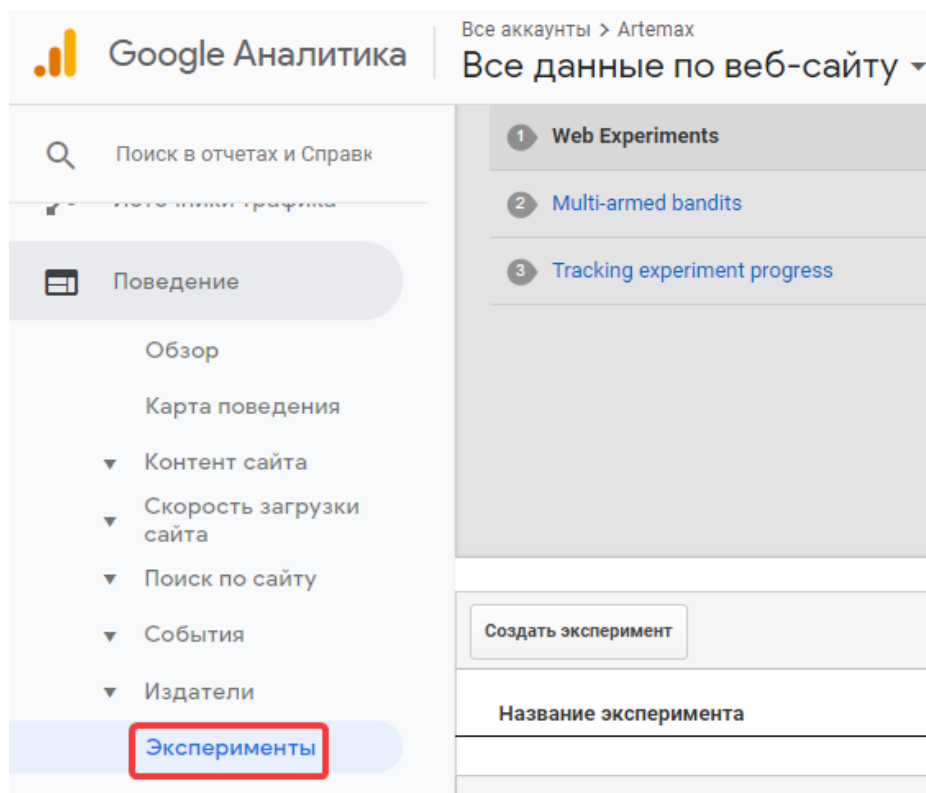 Google Аналитика
Все аккаунты > Artemax
Все данные по веб-сайту
Поиск в отчетах и Справк
Поведение
Обзор
Карта поведения
Контент сайта
Скорость загрузки
сайта
Поиск по сайту
События
Издатели
Эксперименты
1 Web Experiments
2 Multi-armed bandits
3 Tracking experiment progress
Создать эксперимент
Название эксперимента